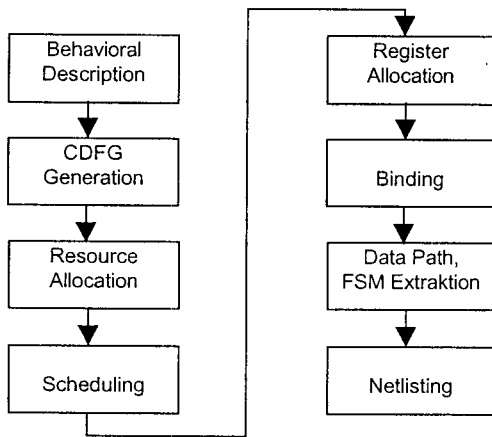 Behavioral
Description
CDFG
Generation
Resource
Allocation
Scheduling
Register
Allocation
Binding
Data Path,
FSM Extraktion
Netlisting